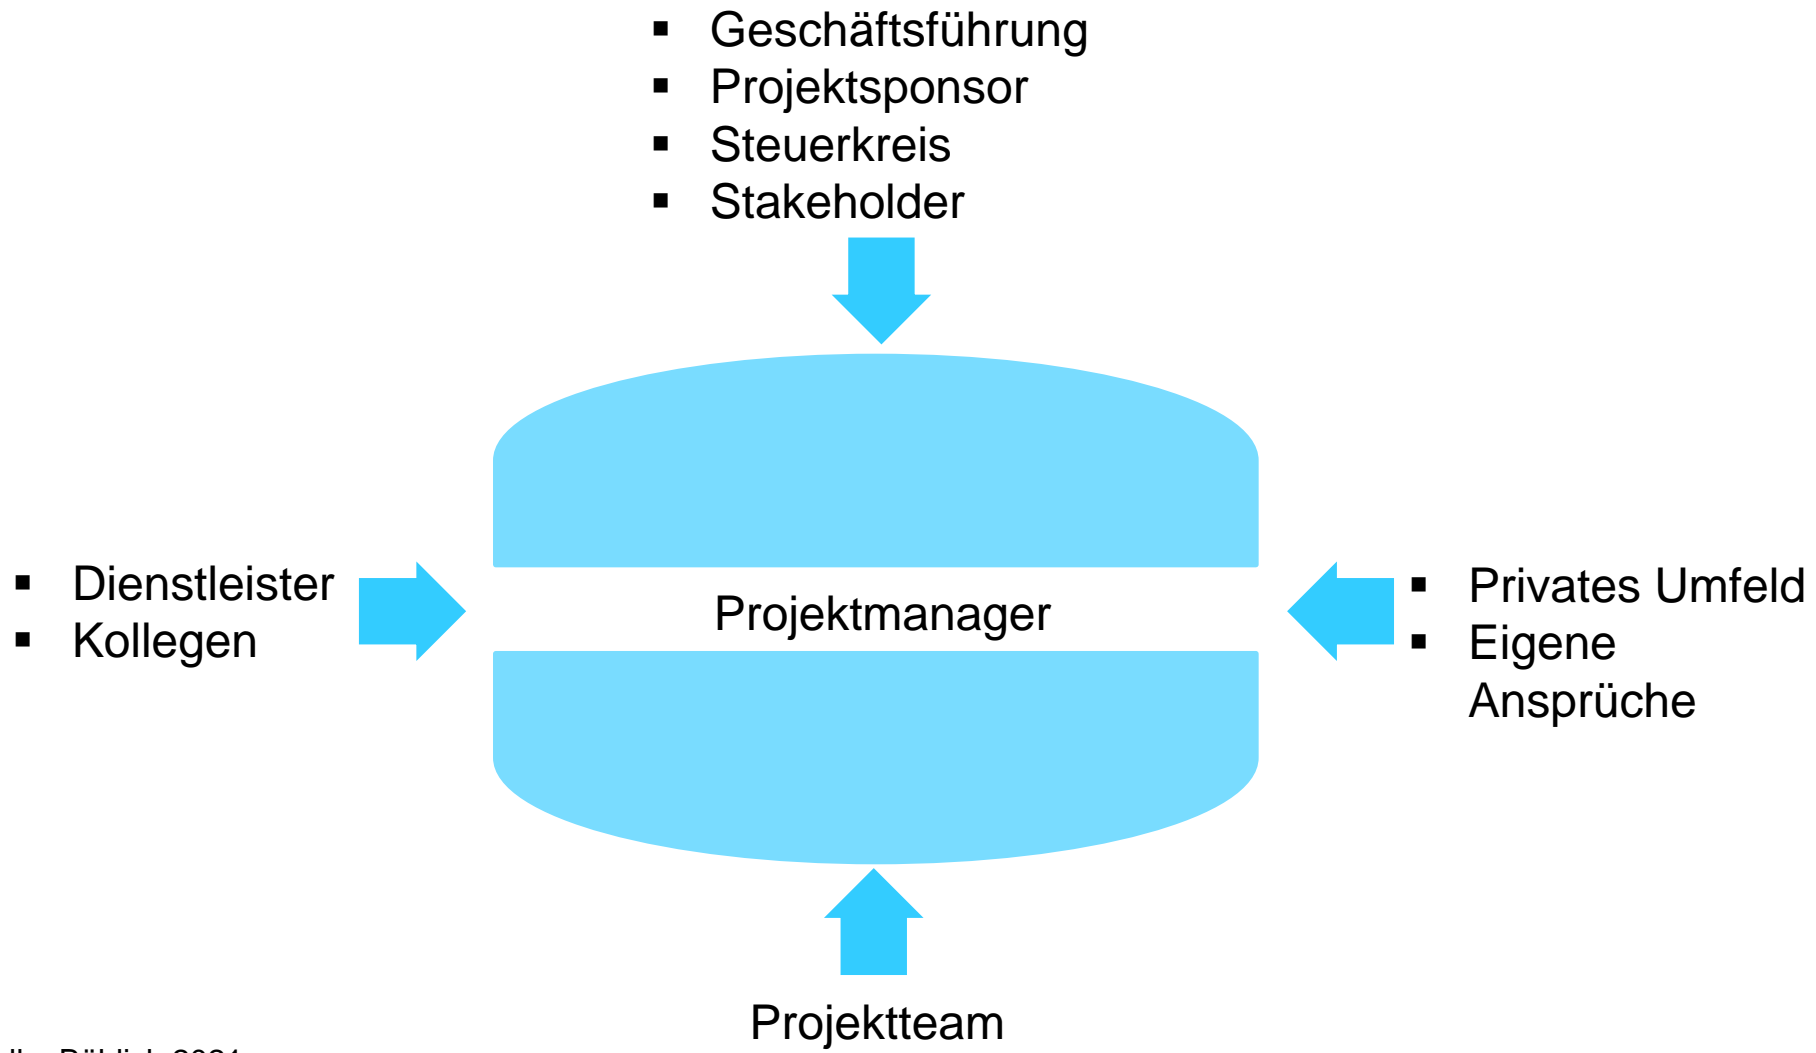 ▪ Geschäftsführung
▪ Projektsponsor
▪ Steuerkreis
▪ Stakeholder
▪ Dienstleister
▪ Kollegen
Projektmanager
▪ Privates Umfeld
▪ Eigene
Ansprüche
Projektteam